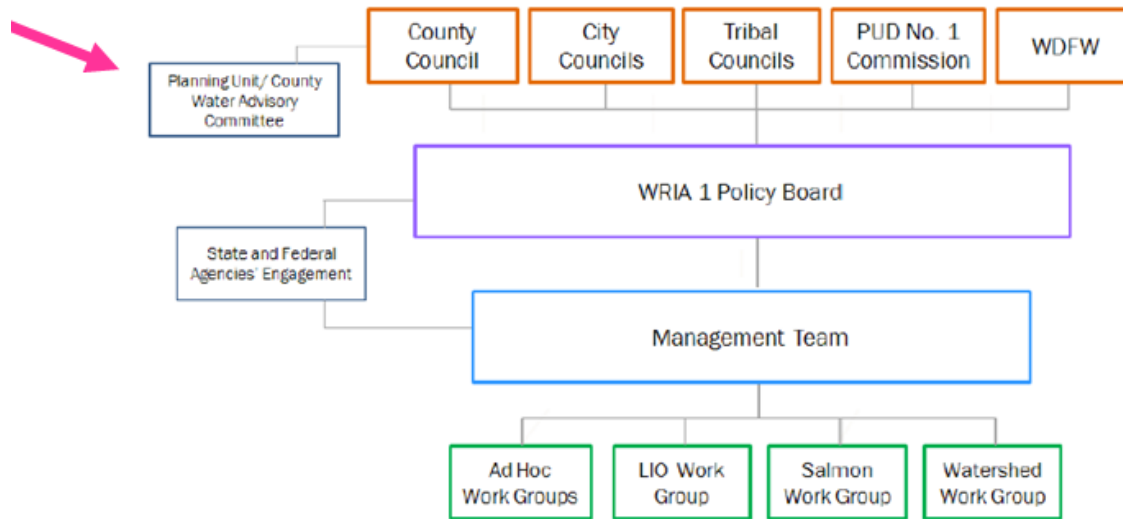 County
Council
City
Councils
Tribal
Councils
PUD No. 1
Commission
WDFW
Planning Unit/ County
Water Advisory
Committee
WRIA 1 Policy Board
State and Federal
Agencies' Engagement
Management Team
Ad Hoc
Work Groups
LIO Work
Group
Salmon
Work Group
Watershed
Work Group